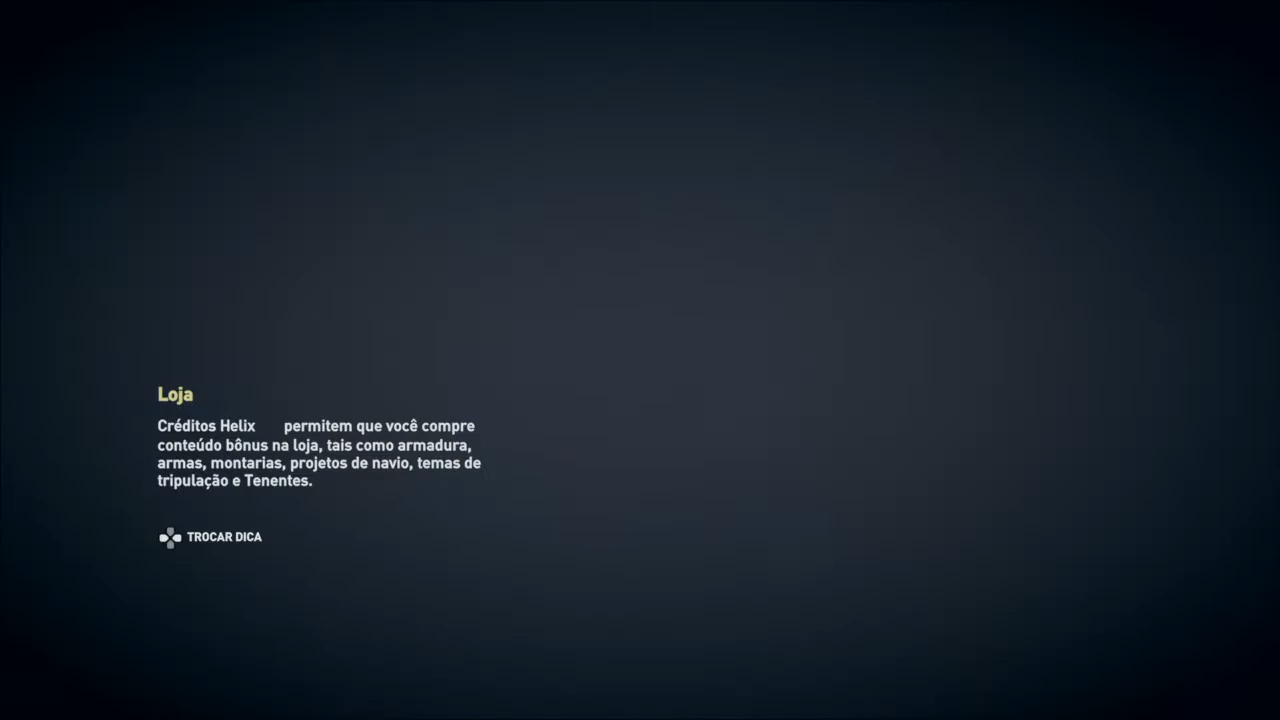 Loja
Créditos Helix permitem que você compre
conteúdo bônus na loja, tais como armadura,
armas, montarias, projetos de navio, temas de
tripulação e Tenentes.
TROCAR DICA